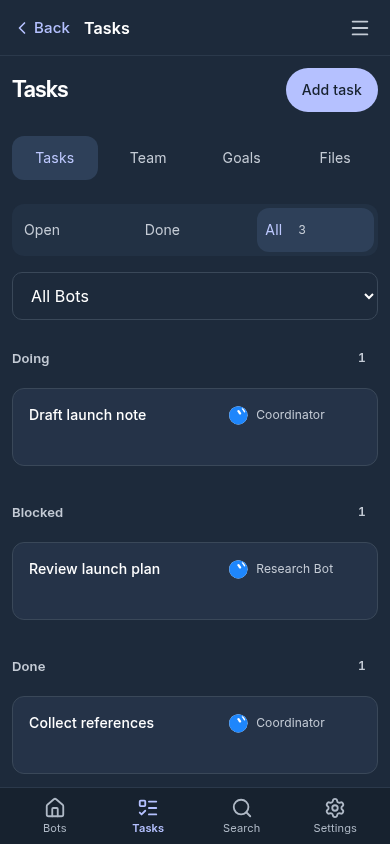 Back Tasks
Tasks
Add task
Tasks Team Goals Files
Open Done All 3
All Bots
Doing 1
Draft launch note Coordinator
Blocked 1
Review launch plan Research Bot
Done 1
Collect references Coordinator
Bots Tasks Search Settings